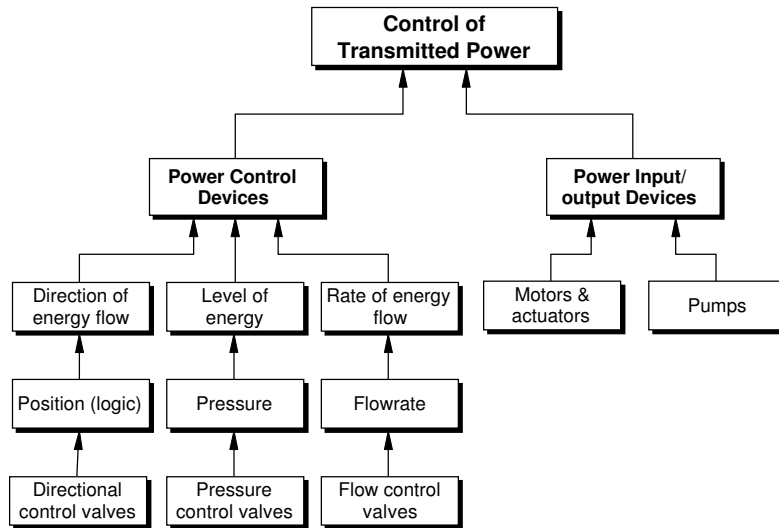 Control of
Transmitted Power
Power Control
Devices
Power Input/
output Devices
Direction of
energy flow
Level of
energy
Rate of energy
flow
Motors &
actuators
Pumps
Position (logic)
Pressure
Flowrate
Directional
control valves
Pressure
control valves
Flow control
valves